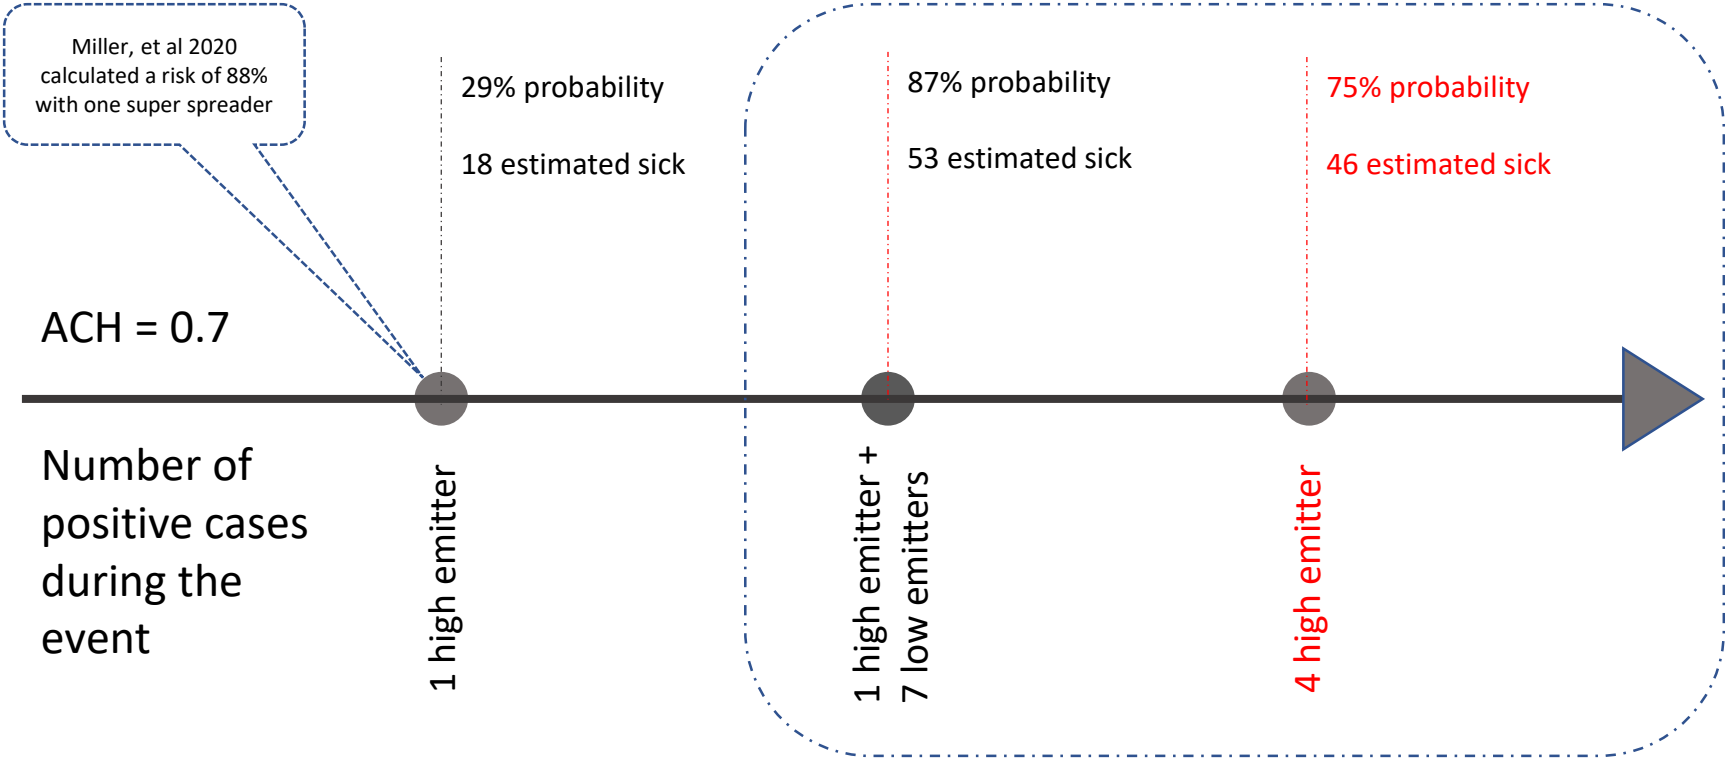 Miller, et al 2020
calculated a risk of 88%
with one super spreader
29% probability
18 estimated sick
87% probability
53 estimated sick
75% probability
46 estimated sick
ACH = 0.7
Number of
positive cases
during the
event
1 high emitter
1 high emitter +
7 low emitters
4 high emitter